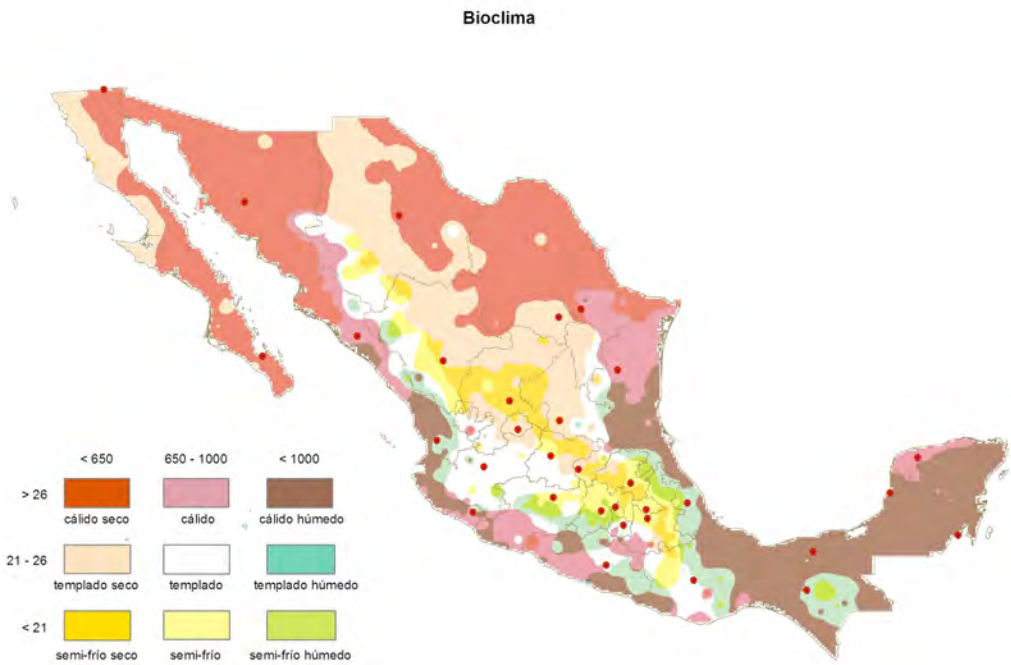 Bioclima
< 650 650 - 1000 < 1000
> 26
cálido seco cálido cálido húmedo
21 - 26
templado seco templado templado húmedo
< 21
semi-frío seco semi-frío semi-frío húmedo